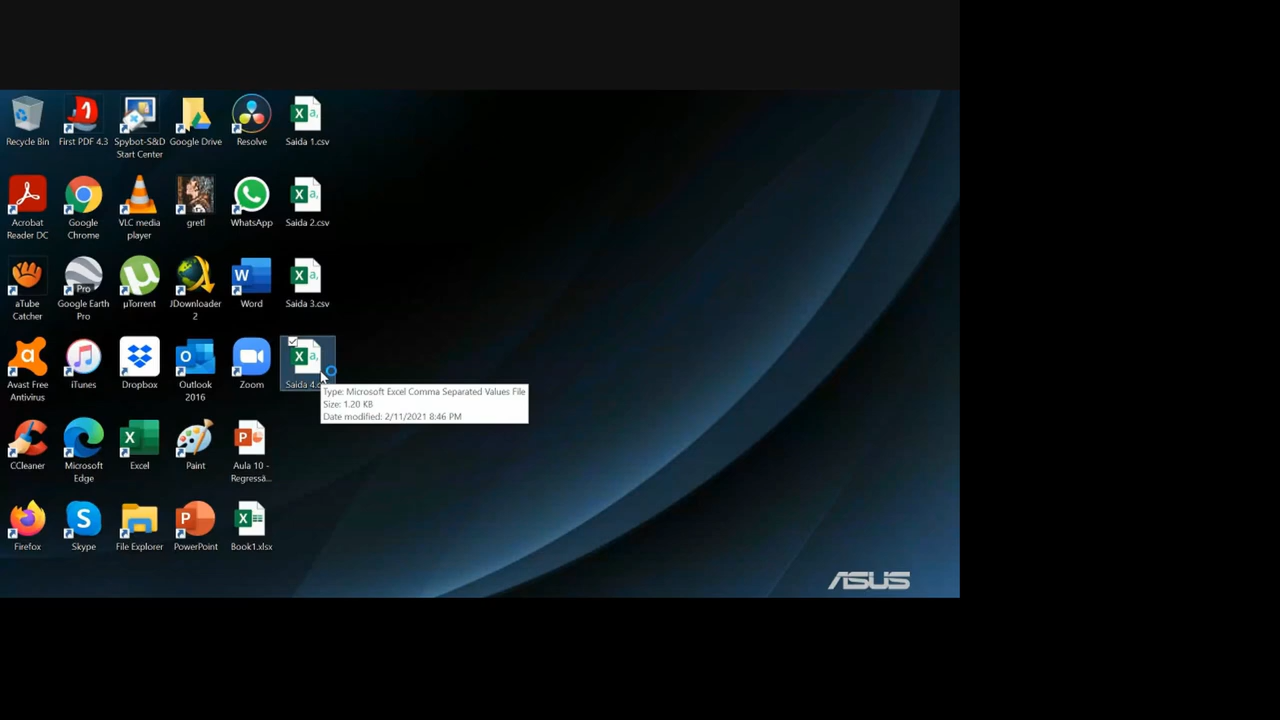 Recycle Bin
First PDF 4.3
Spybot-S&D
Start Center
Google Drive
Resolve
Saida 1.csv
Acrobat
Reader DC
Google
Chrome
VLC media
player
gretl
WhatsApp
Saida 2.csv
aTube
Catcher
Pro
Google Earth
Pro
µTorrent
JDownloader
2
Word
Saida 3.csv
Avast Free
Antivirus
iTunes
Dropbox
Outlook
2016
Zoom
Saida 4.c
Type: Microsoft Excel Comma Separated Values File
Size: 1.20 KB
Date modified: 2/11/2021 8:46 PM
CCleaner
Microsoft
Edge
Excel
Paint
Aula 10 -
Regressã...
Firefox
Skype
File Explorer
PowerPoint
Book1.xlsx
ASUS